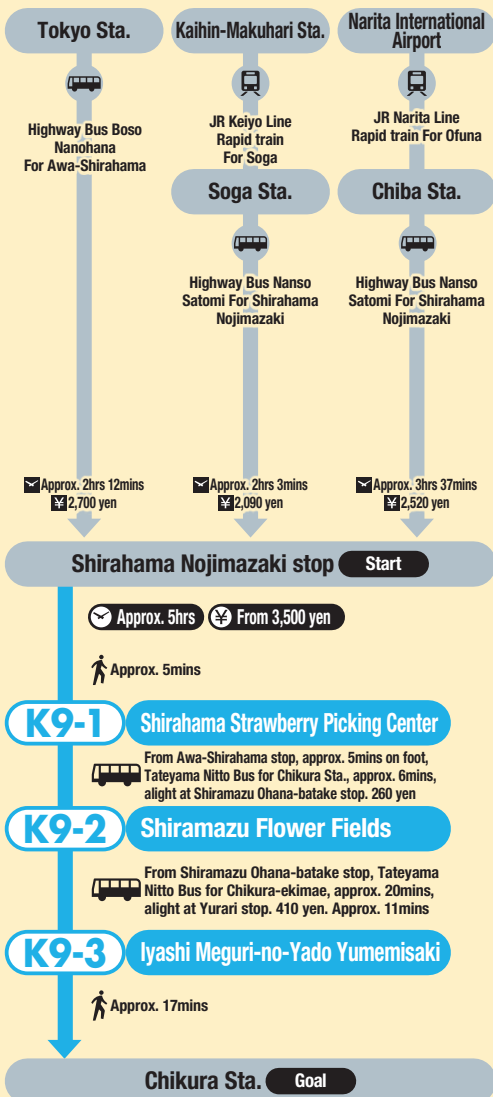 Tokyo Sta.
Highway Bus Boso
Nanohana
For Awa-Shirahama
Approx. 2hrs 12mins
¥ 2,700 yen
Kaihin-Makuhari Sta.
JR Keiyo Line
Rapid train
For Soga
Soga Sta.
Highway Bus Nanso
Satomi For Shirahama
Nojimazaki
Approx. 2hrs 3mins
¥ 2,090 yen
Narita International
Airport
JR Narita Line
Rapid train For Ofuna
Chiba Sta.
Highway Bus Nanso
Satomi For Shirahama
Nojimazaki
Approx. 3hrs 37mins
¥ 2,520 yen
Shirahama Nojimazaki stop Start
Approx. 5hrs ¥ From 3,500 yen
Approx. 5mins
K9-1 Shirahama Strawberry Picking Center
From Awa-Shirahama stop, approx. 5mins on foot,
Tateyama Nitto Bus for Chikura Sta., approx. 6mins,
alight at Shiramazu Ohana-batake stop. 260 yen
K9-2 Shiramazu Flower Fields
From Shiramazu Ohana-batake stop, Tateyama
Nitto Bus for Chikura-ekimae, approx. 20mins,
alight at Yurari stop. 410 yen. Approx. 11mins
K9-3 Iyashi Meguri-no-Yado Yumemisaki
Approx. 17mins
Chikura Sta. Goal